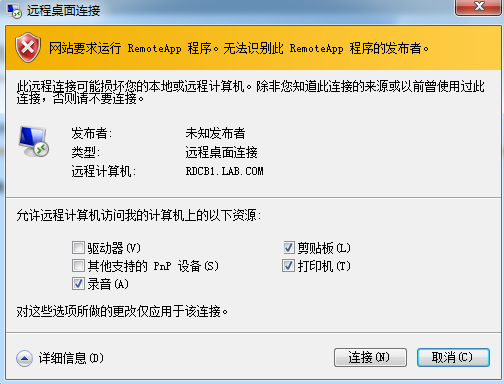 远程桌面连接
网站要求运行 RemoteApp 程序。无法识别此 RemoteApp 程序的发布者。
此远程连接可能损坏您的本地或远程计算机。除非您知道此连接的来源或以前曾使用过此
连接，否则请不要连接。
发布者: 未知发布者
类型: 远程桌面连接
远程计算机: RDCB1.LAB.COM
允许远程计算机访问我的计算机上的以下资源:
驱动器(V) 剪贴板(L)
其他支持的 PnP 设备(S) 打印机(T)
录音(A)
对这些选项所做的更改仅应用于该连接。
详细信息(D) 连接(N) 取消(C)